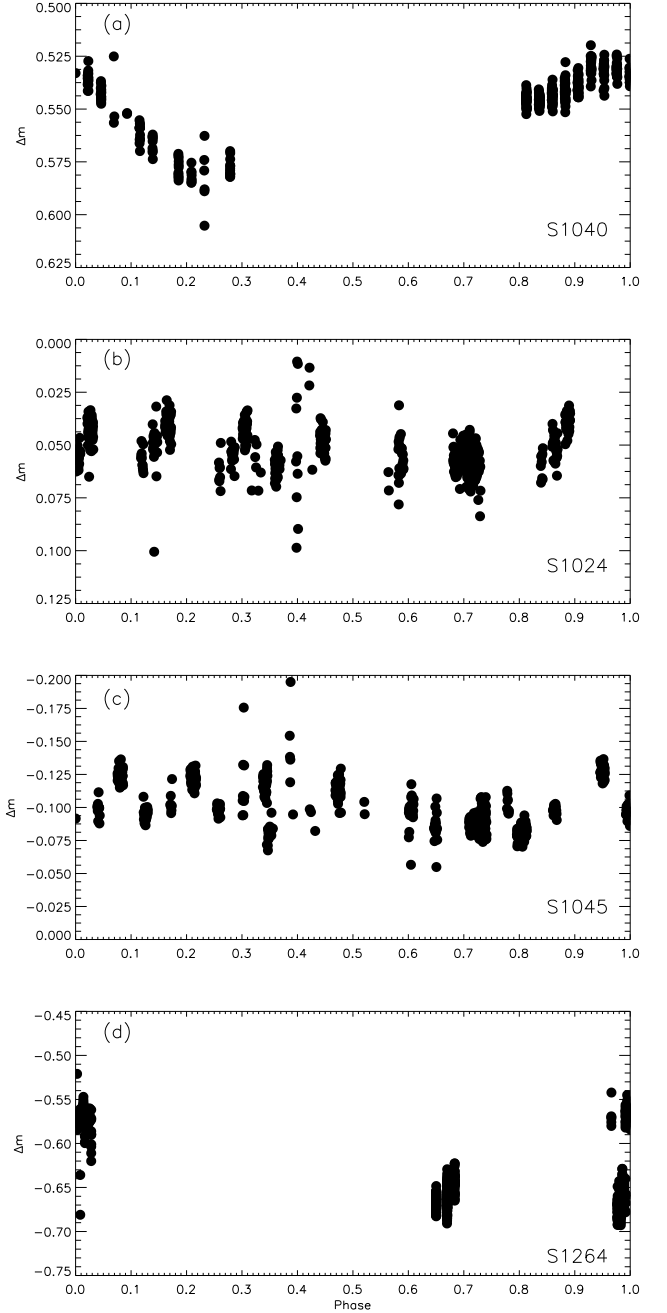 (a)
0.500
0.525
0.550
0.575
0.600
0.625
Δm
S1040
0.0 0.1 0.2 0.3 0.4 0.5 0.6 0.7 0.8 0.9 1.0
(b)
0.000
0.025
0.050
0.075
0.100
0.125
Δm
S1024
0.0 0.1 0.2 0.3 0.4 0.5 0.6 0.7 0.8 0.9 1.0
(c)
−0.200
−0.175
−0.150
−0.125
−0.100
−0.075
−0.050
−0.025
0.000
Δm
S1045
0.0 0.1 0.2 0.3 0.4 0.5 0.6 0.7 0.8 0.9 1.0
(d)
−0.45
−0.50
−0.55
−0.60
−0.65
−0.70
−0.75
Δm
S1264
0.0 0.1 0.2 0.3 0.4 0.5 0.6 0.7 0.8 0.9 1.0
Phase